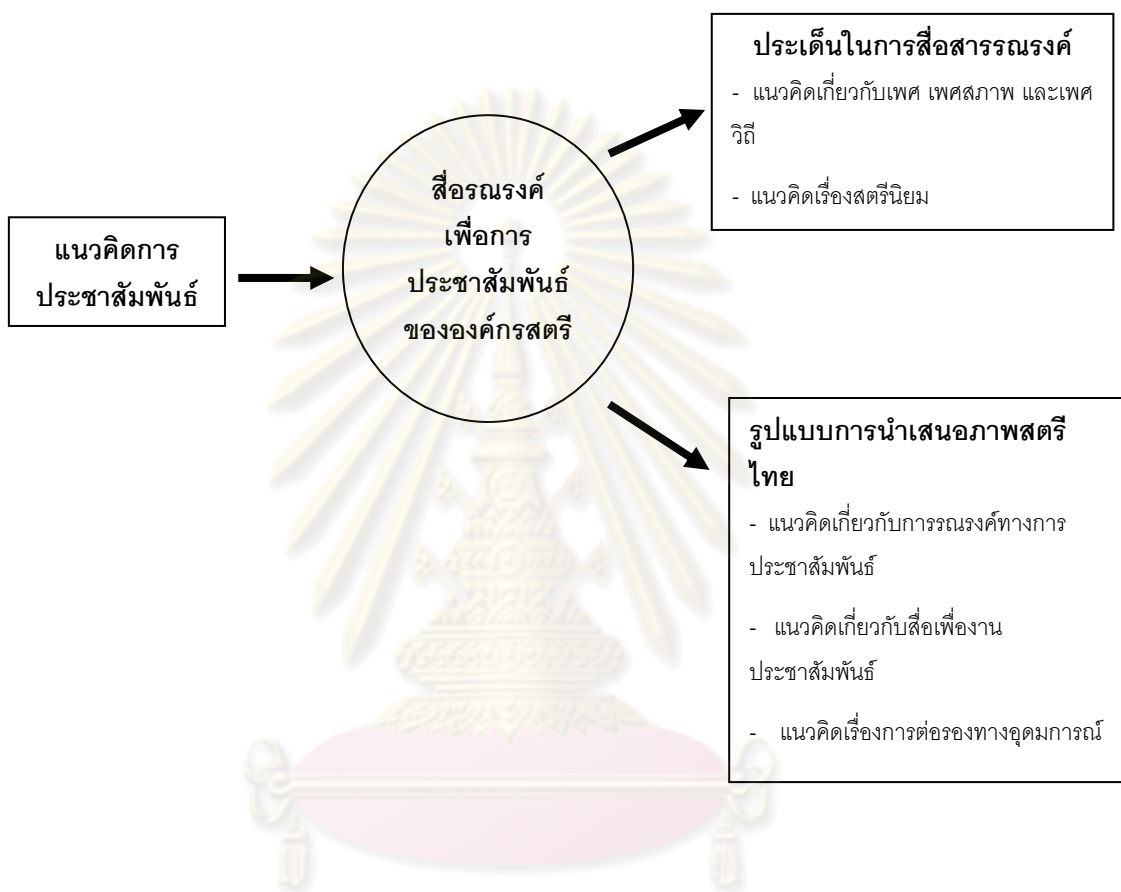 แนวคิดการ
ประชาสัมพันธ์
สื่อรณรงค์
เพื่อการ
ประชาสัมพันธ์
ขององค์กรสตรี
ประเด็นในการสื่อสารรณรงค์
- แนวคิดเกี่ยวกับเพศ เพศสภาพ และเพศ
วิถี
- แนวคิดเรื่องสตรีนิยม
รูปแบบการนำเสนอภาพสตรี
ไทย
- แนวคิดเกี่ยวกับการรณรงค์ทางการ
ประชาสัมพันธ์
- แนวคิดเกี่ยวกับสื่อเพื่องาน
ประชาสัมพันธ์
- แนวคิดเรื่องการต่อรองทางอุดมการณ์